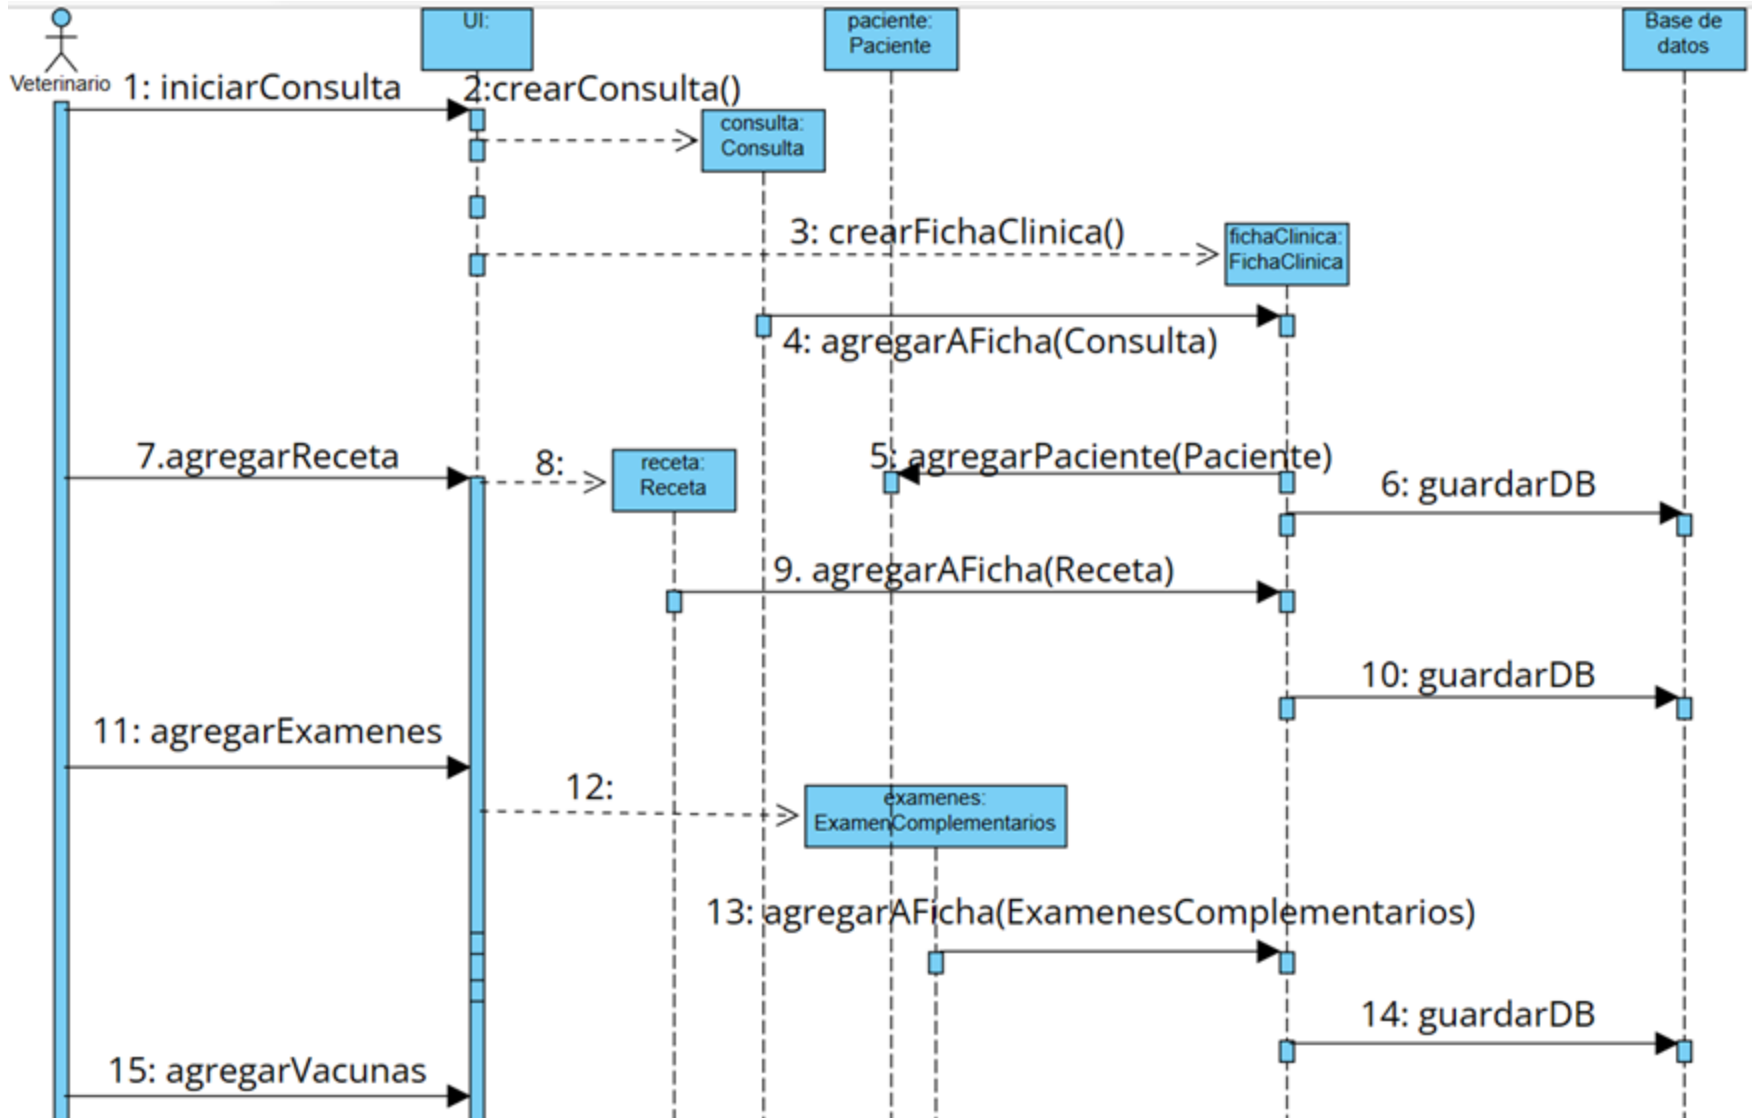 UI:
paciente:
Paciente
Base de
datos
Veterinario
1: iniciarConsulta
2:crearConsulta()
consulta:
Consulta
3: crearFichaClinica()
fichaClinica:
FichaClinica
4: agregarAFicha(Consulta)
7.agregarReceta
8:
receta:
Receta
5: agregarPaciente(Paciente)
6: guardarDB
9. agregarAFicha(Receta)
10: guardarDB
11: agregarExamenes
12:
examenes:
ExamenComplementarios
13: agregarAFicha(ExamenesComplementarios)
14: guardarDB
15: agregarVacunas